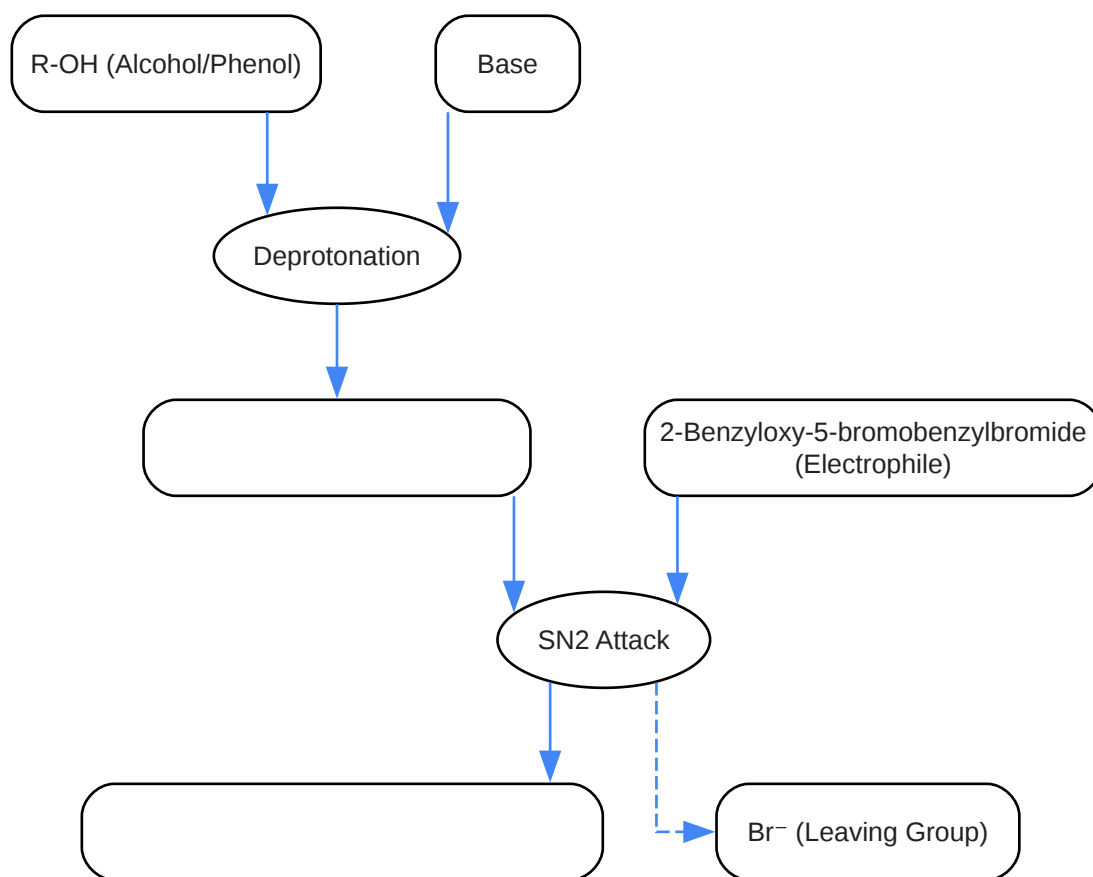 R-OH (Alcohol/Phenol)
Base
Deprotonation
2-Benzyloxy-5-bromobenzylbromide
(Electrophile)
SN2 Attack
Br⁻ (Leaving Group)